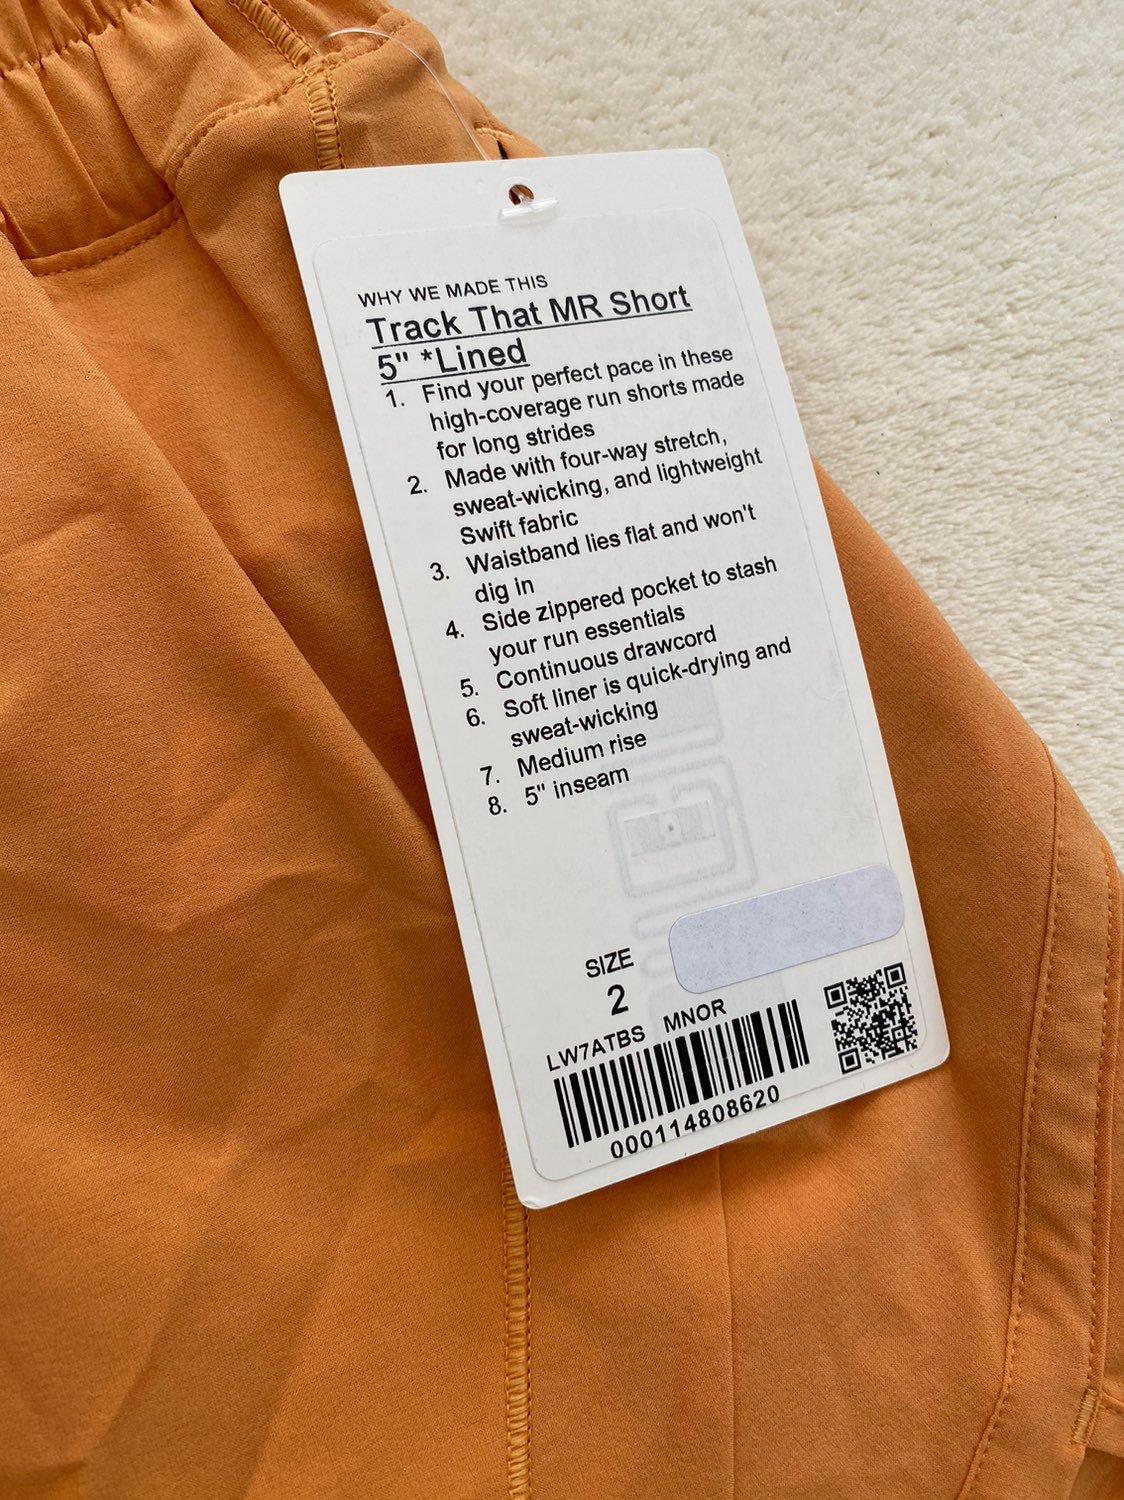 WHY WE MADE THIS
Track That MR Short
5" *Lined
1. Find your perfect pace in these
high-coverage run shorts made
for long strides
2. Made with four-way stretch,
sweat-wicking, and lightweight
Swift fabric
3. Waistband lies flat and won't
dig in
4. Side zippered pocket to stash
your run essentials
5. Continuous drawcord
6. Soft liner is quick-drying and
sweat-wicking
7. Medium rise
8. 5" inseam
SIZE
2
LW7ATBS MNOR
000114808620